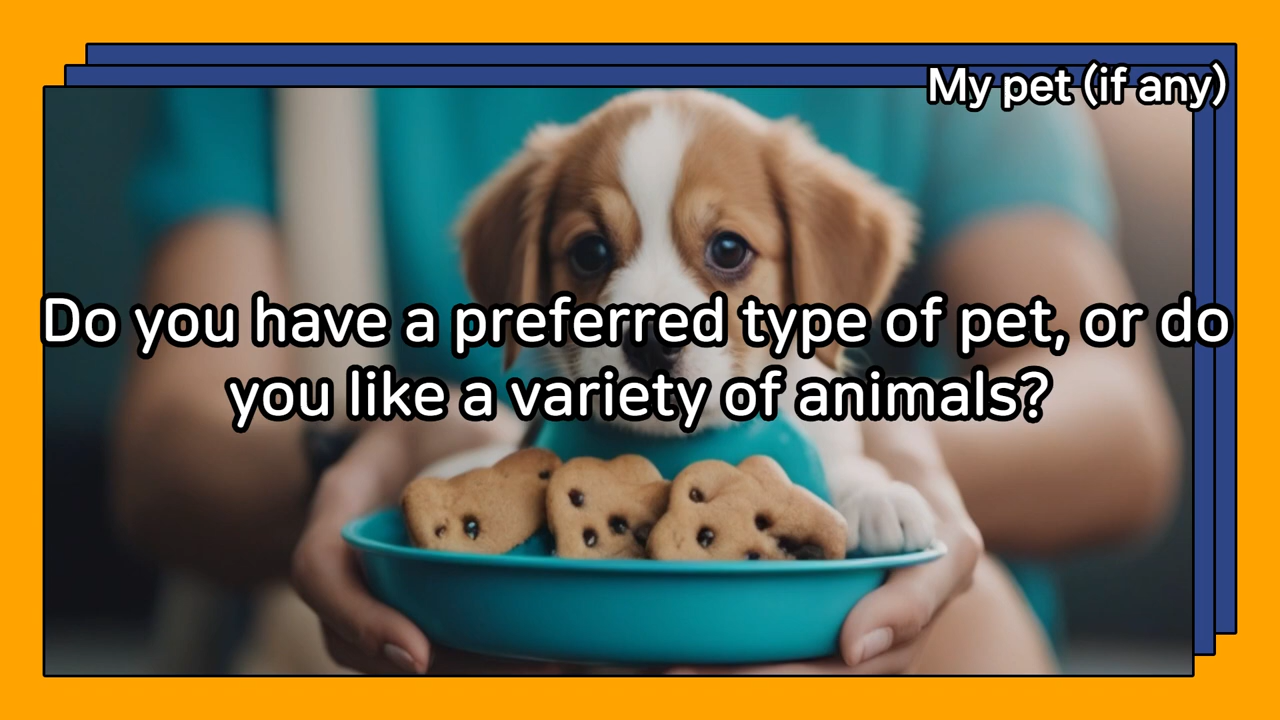 My pet (if any)
Do you have a preferred type of pet, or do
you like a variety of animals?